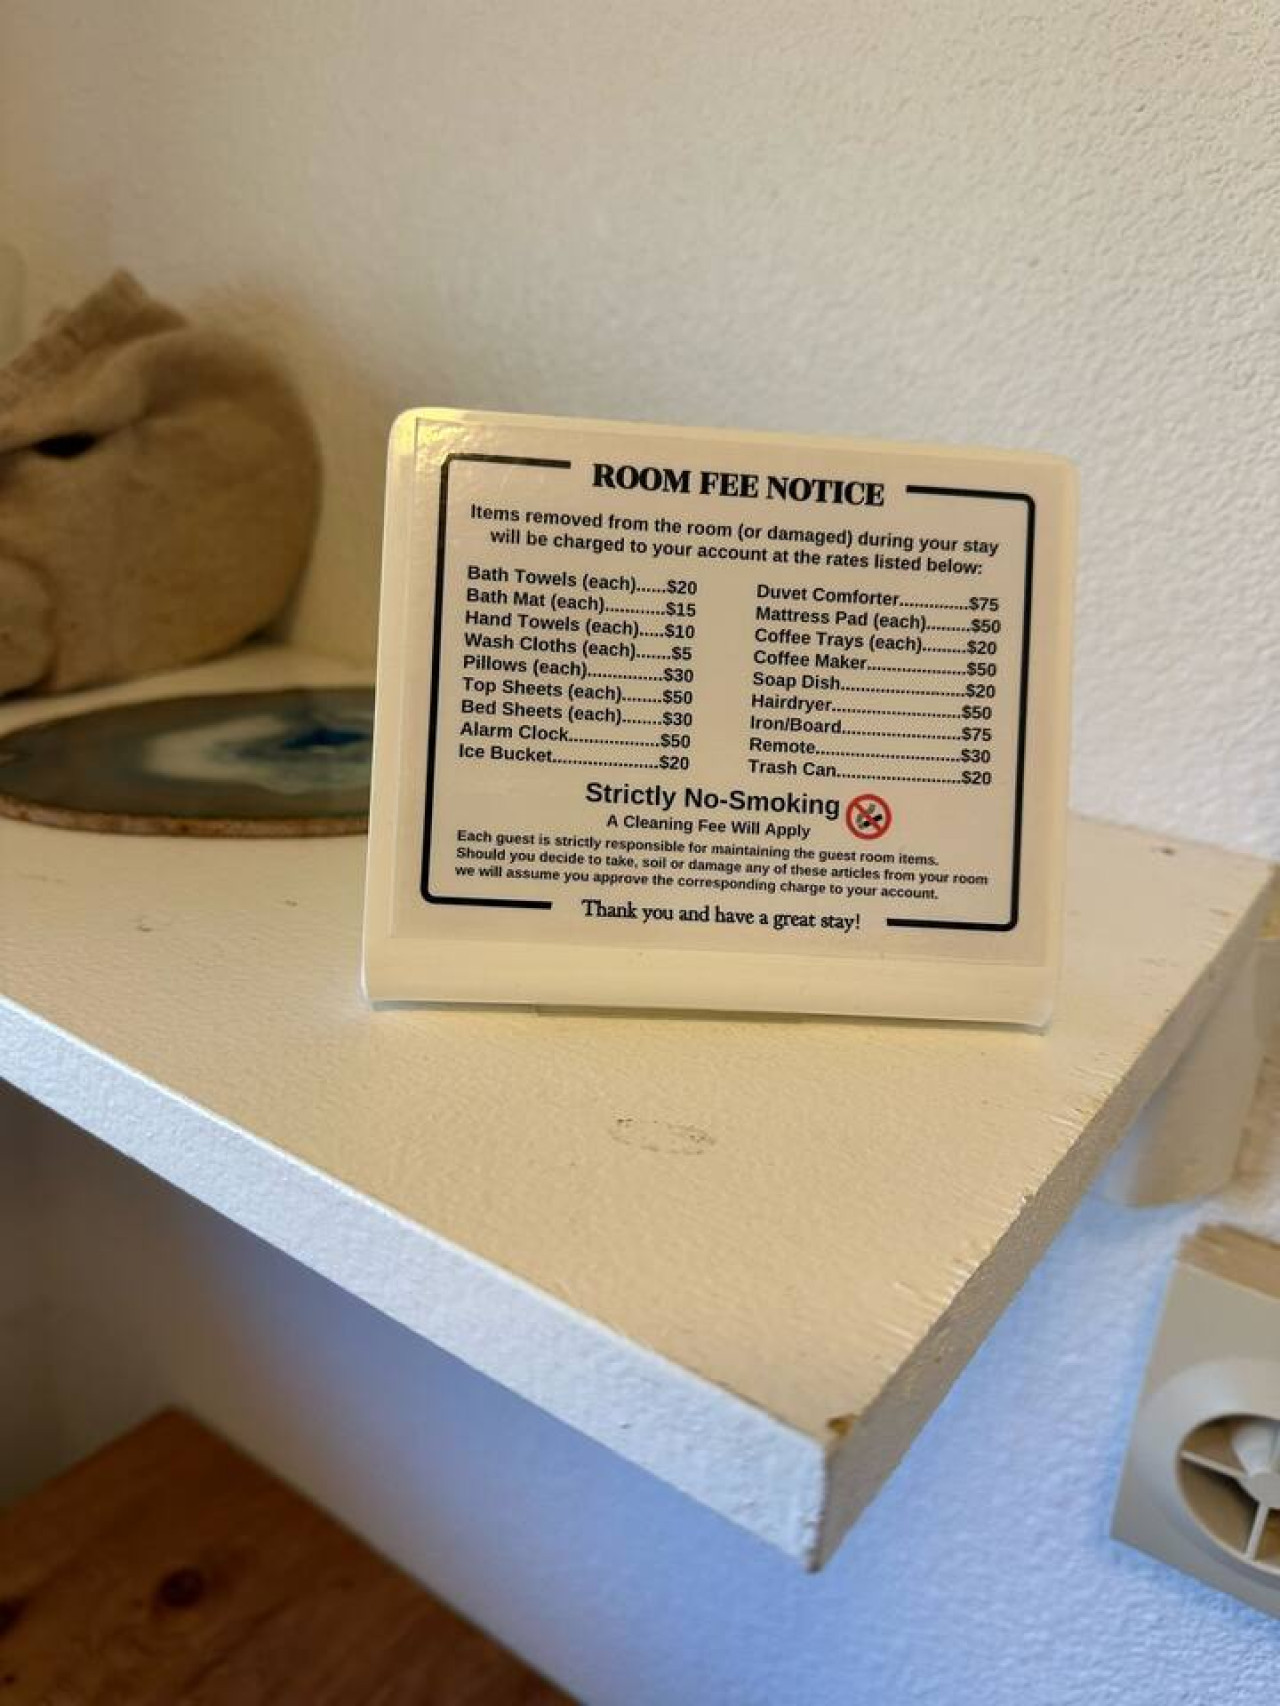 ROOM FEE NOTICE
Items removed from the room (or damaged) during your stay
will be charged to your account at the rates listed below:
Bath Towels (each)......$20
Bath Mat (each)............$15
Hand Towels (each).....$10
Wash Cloths (each).......$5
Pillows (each)...............$30
Top Sheets (each)........$50
Bed Sheets (each)........$30
Alarm Clock..................$50
Ice Bucket.....................$20
Duvet Comforter..............$75
Mattress Pad (each).........$50
Coffee Trays (each).........$20
Coffee Maker....................$50
Soap Dish.........................$20
Hairdryer..........................$50
Iron/Board........................$75
Remote.............................$30
Trash Can.........................$20
Strictly No-Smoking
A Cleaning Fee Will Apply
Each guest is strictly responsible for maintaining the guest room items.
Should you decide to take, soil or damage any of these articles from your room
we will assume you approve the corresponding charge to your account.
Thank you and have a great stay!